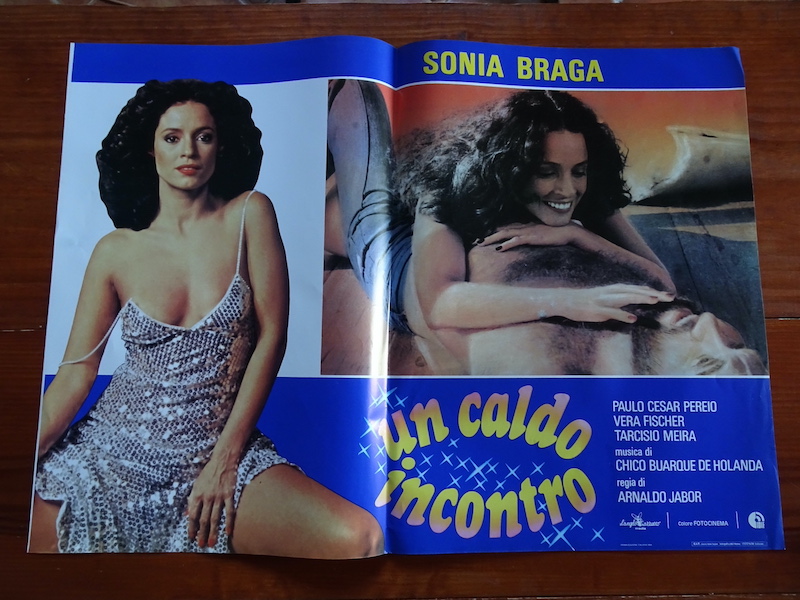 SONIA BRAGA
un caldo
incontro
PAULO CESAR PEREIO
VERA FISCHER
TARCISIO MEIRA
musica di
CHICO BUARQUE DE HOLANDA
regia di
ARNALDO JABOR
Colore FOTOCINEMA